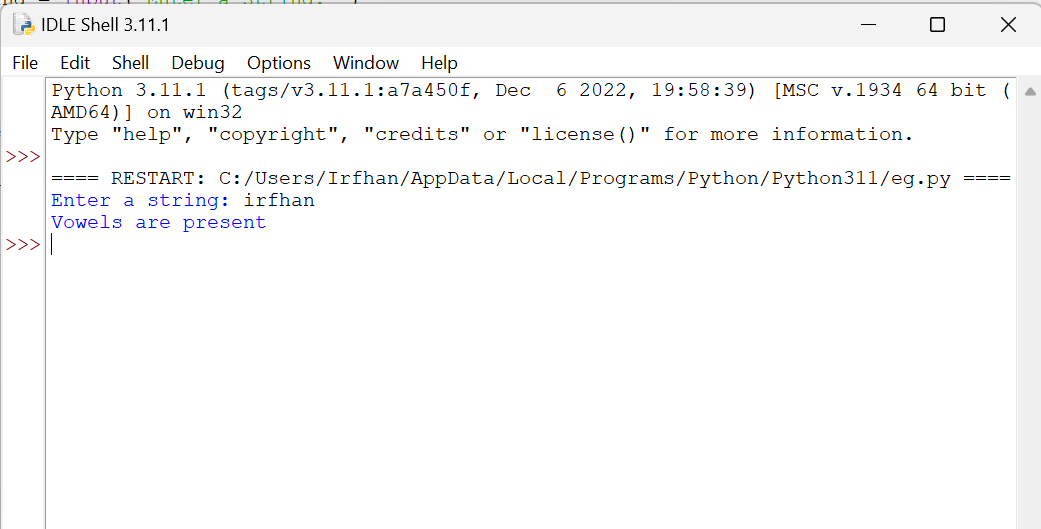 IDLE Shell 3.11.1
File Edit Shell Debug Options Window Help
Python 3.11.1 (tags/v3.11.1:a7a450f, Dec  6 2022, 19:58:39) [MSC v.1934 64 bit (
AMD64)] on win32
Type "help", "copyright", "credits" or "license()" for more information.
>>>
==== RESTART: C:/Users/Irfhan/AppData/Local/Programs/Python/Python311/eg.py ====
Enter a string: irfhan
Vowels are present
>>>